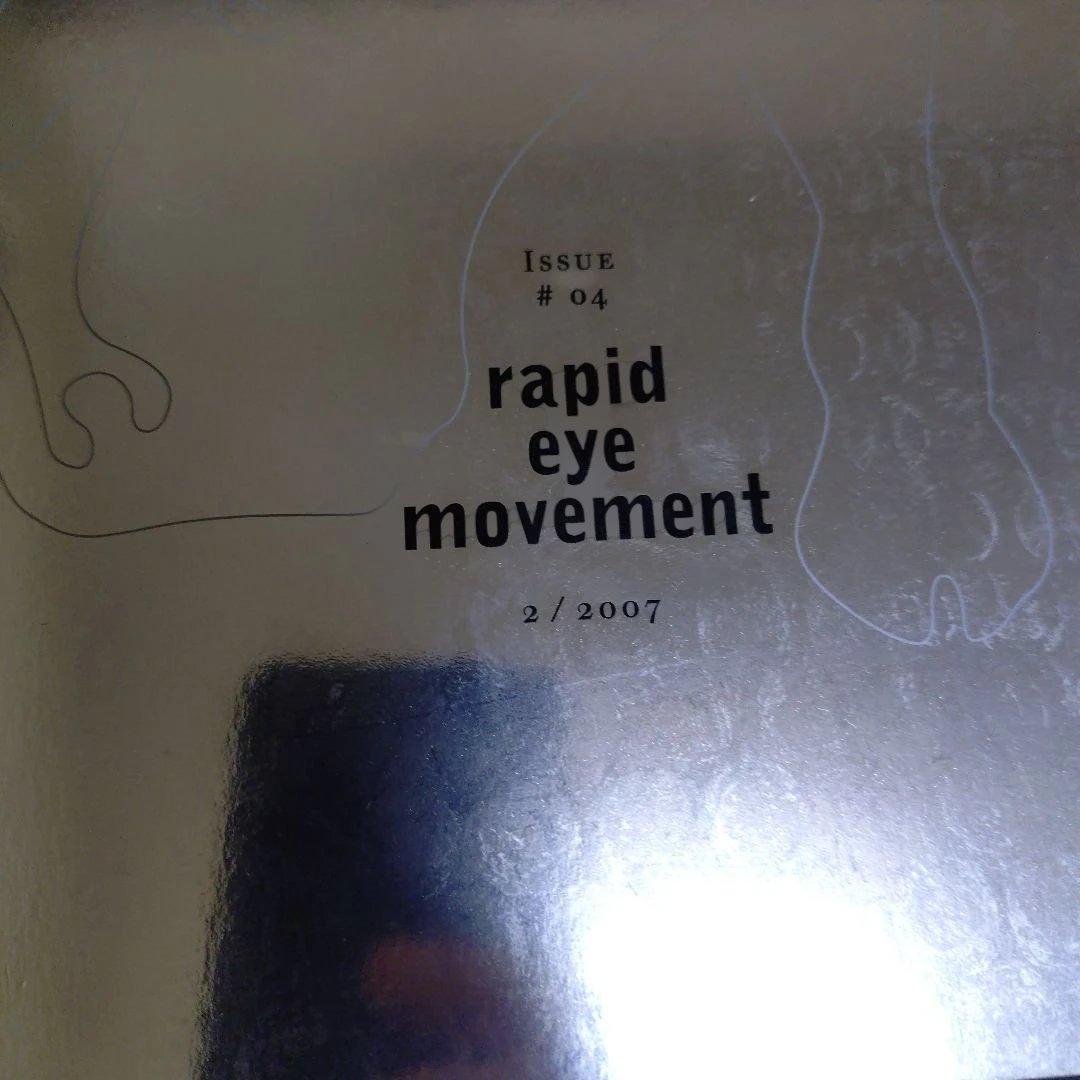 ISSUE
# 04
rapid
eye
movement
2 / 2007